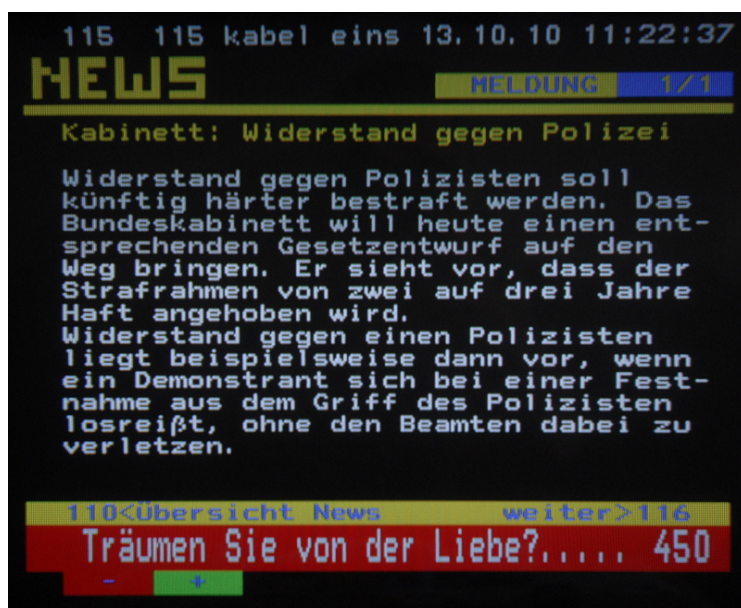 115 115 kabel eins 13.10.10 11:22:37
NEWS
MELDUNG 1/1
Kabinett: Widerstand gegen Polizei
Widerstand gegen Polizisten soll
künftig härter bestraft werden. Das
Bundeskabinett will heute einen ent-
sprechenden Gesetzentwurf auf den
Weg bringen. Er sieht vor, dass der
Strafrahmen von zwei auf drei Jahre
Haft angehoben wird.
Widerstand gegen einen Polizisten
liegt beispielsweise dann vor, wenn
ein Demonstrant sich bei einer Fest-
nahme aus dem Griff des Polizisten
losreißt, ohne den Beamten dabei zu
verletzen.
110<Übersicht News weiter>116
Träumen Sie von der Liebe?..... 450
- +